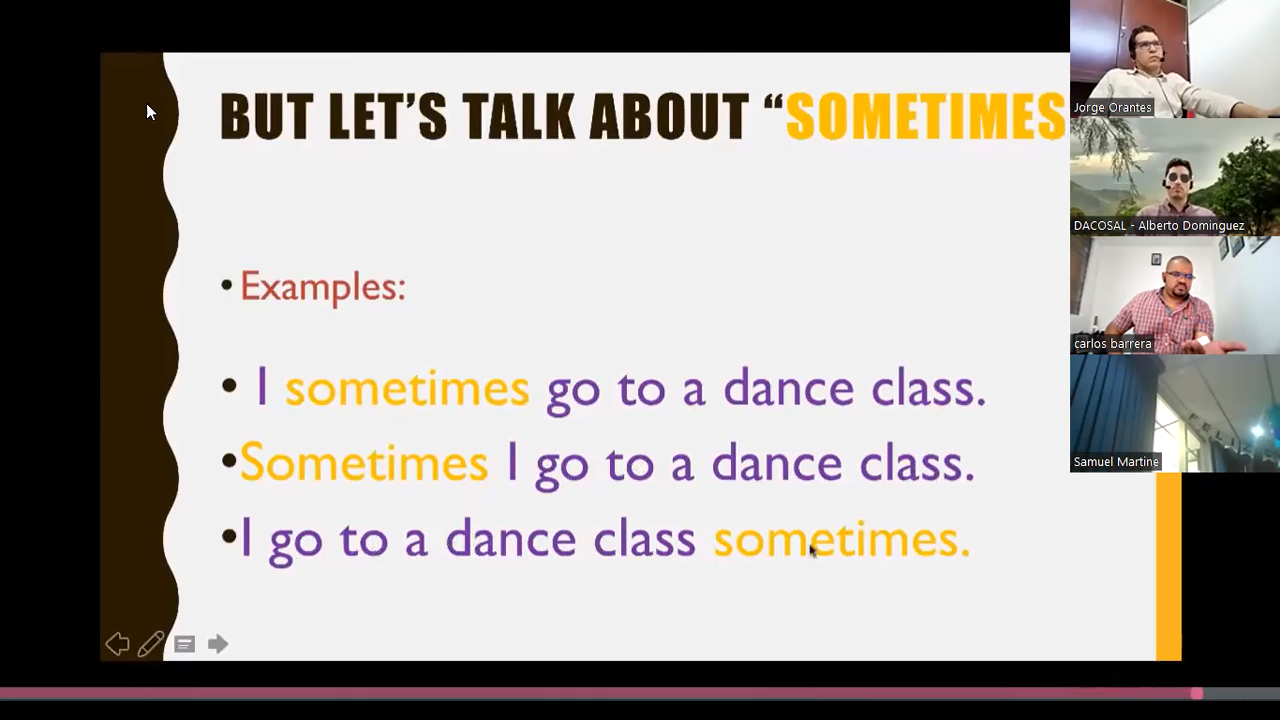 BUT LET'S TALK ABOUT “SOMETIMES
• Examples:
• I sometimes go to a dance class.
•Sometimes I go to a dance class.
•I go to a dance class sometimes.
Jorge Orantes
DACOSAL - Alberto Dominguez
carlos barrera
FELI
Samuel Martine